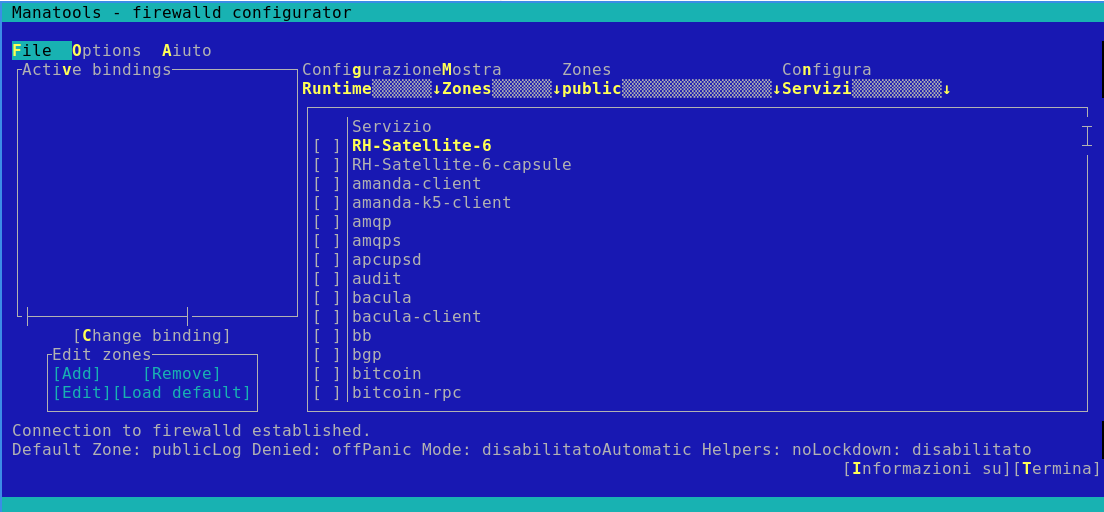 Manatools - firewalld configurator
File Options Aiuto
Active bindings ConfigurazioneMostra Zones Configura
Runtime↓Zones↓public↓Servizi↓
Servizio
[ ] RH-Satellite-6
[ ] RH-Satellite-6-capsule
[ ] amanda-client
[ ] amanda-k5-client
[ ] amqp
[ ] amqps
[ ] apcupsd
[ ] audit
[ ] bacula
[ ] bacula-client
[Change binding] [ ] bb
Edit zones [ ] bgp
[Add] [Remove] [ ] bitcoin
[Edit][Load default] [ ] bitcoin-rpc
Connection to firewalld established.
Default Zone: publicLog Denied: offPanic Mode: disabilitatoAutomatic Helpers: noLockdown: disabilitato
[Informazioni su][Termina]